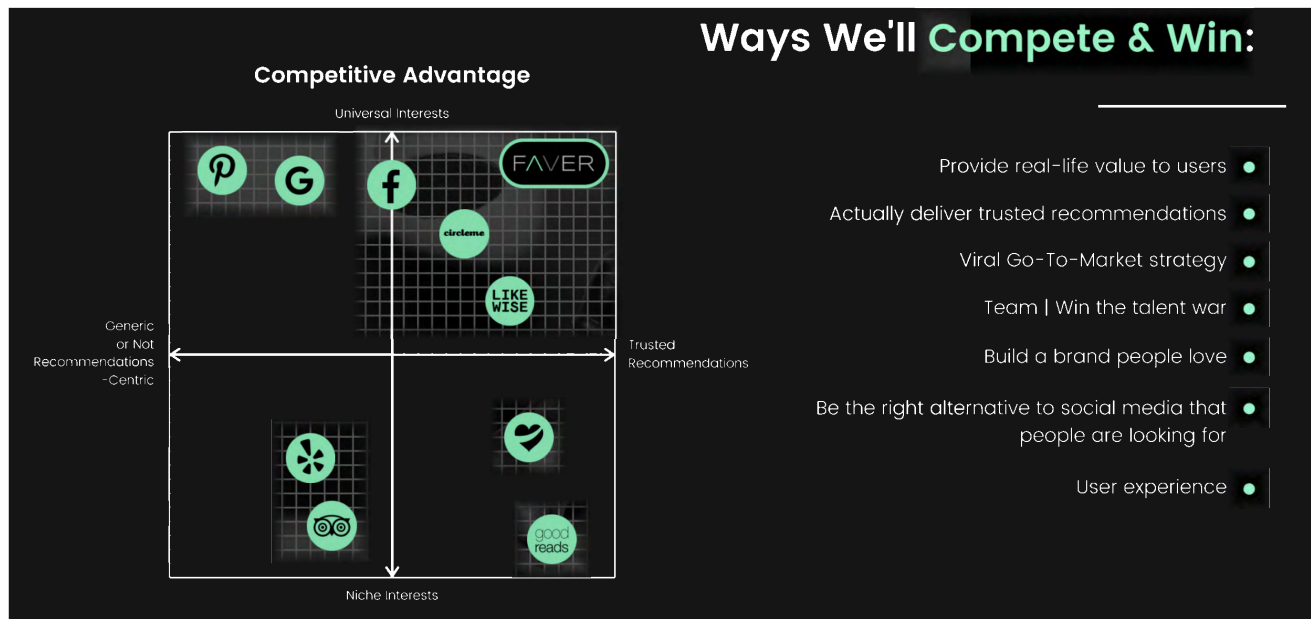 Ways We'll Compete & Win:
Competitive Advantage
Universal Interests
FAVER
circleme
LIKE
WISE
Generic
or Not
Recommendations
-Centric
Trusted
Recommendations
good
reads
Niche Interests
Provide real-life value to users
Actually deliver trusted recommendations
Viral Go-To-Market strategy
Team | Win the talent war
Build a brand people love
Be the right alternative to social media that
people are looking for
User experience